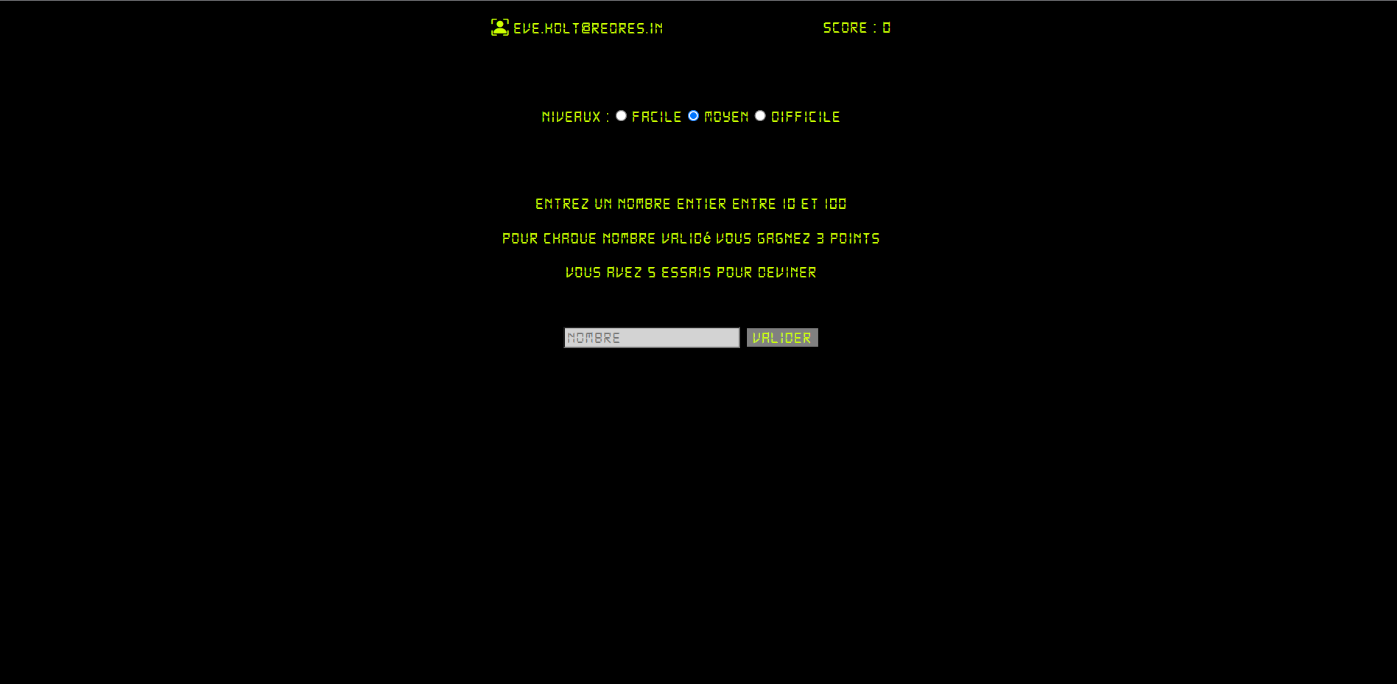 EVE.HOLT@REQRES.IN
SCORE : 0
NIVEAUX : FACILE MOYEN DIFFICILE
ENTREZ UN NOMBRE ENTIER ENTRE 10 ET 100
POUR CHAQUE NOMBRE VALIDé VOUS GAGNEZ 3 POINTS
VOUS AVEZ 5 ESSAIS POUR DEVINER
NOMBRE VALIDER